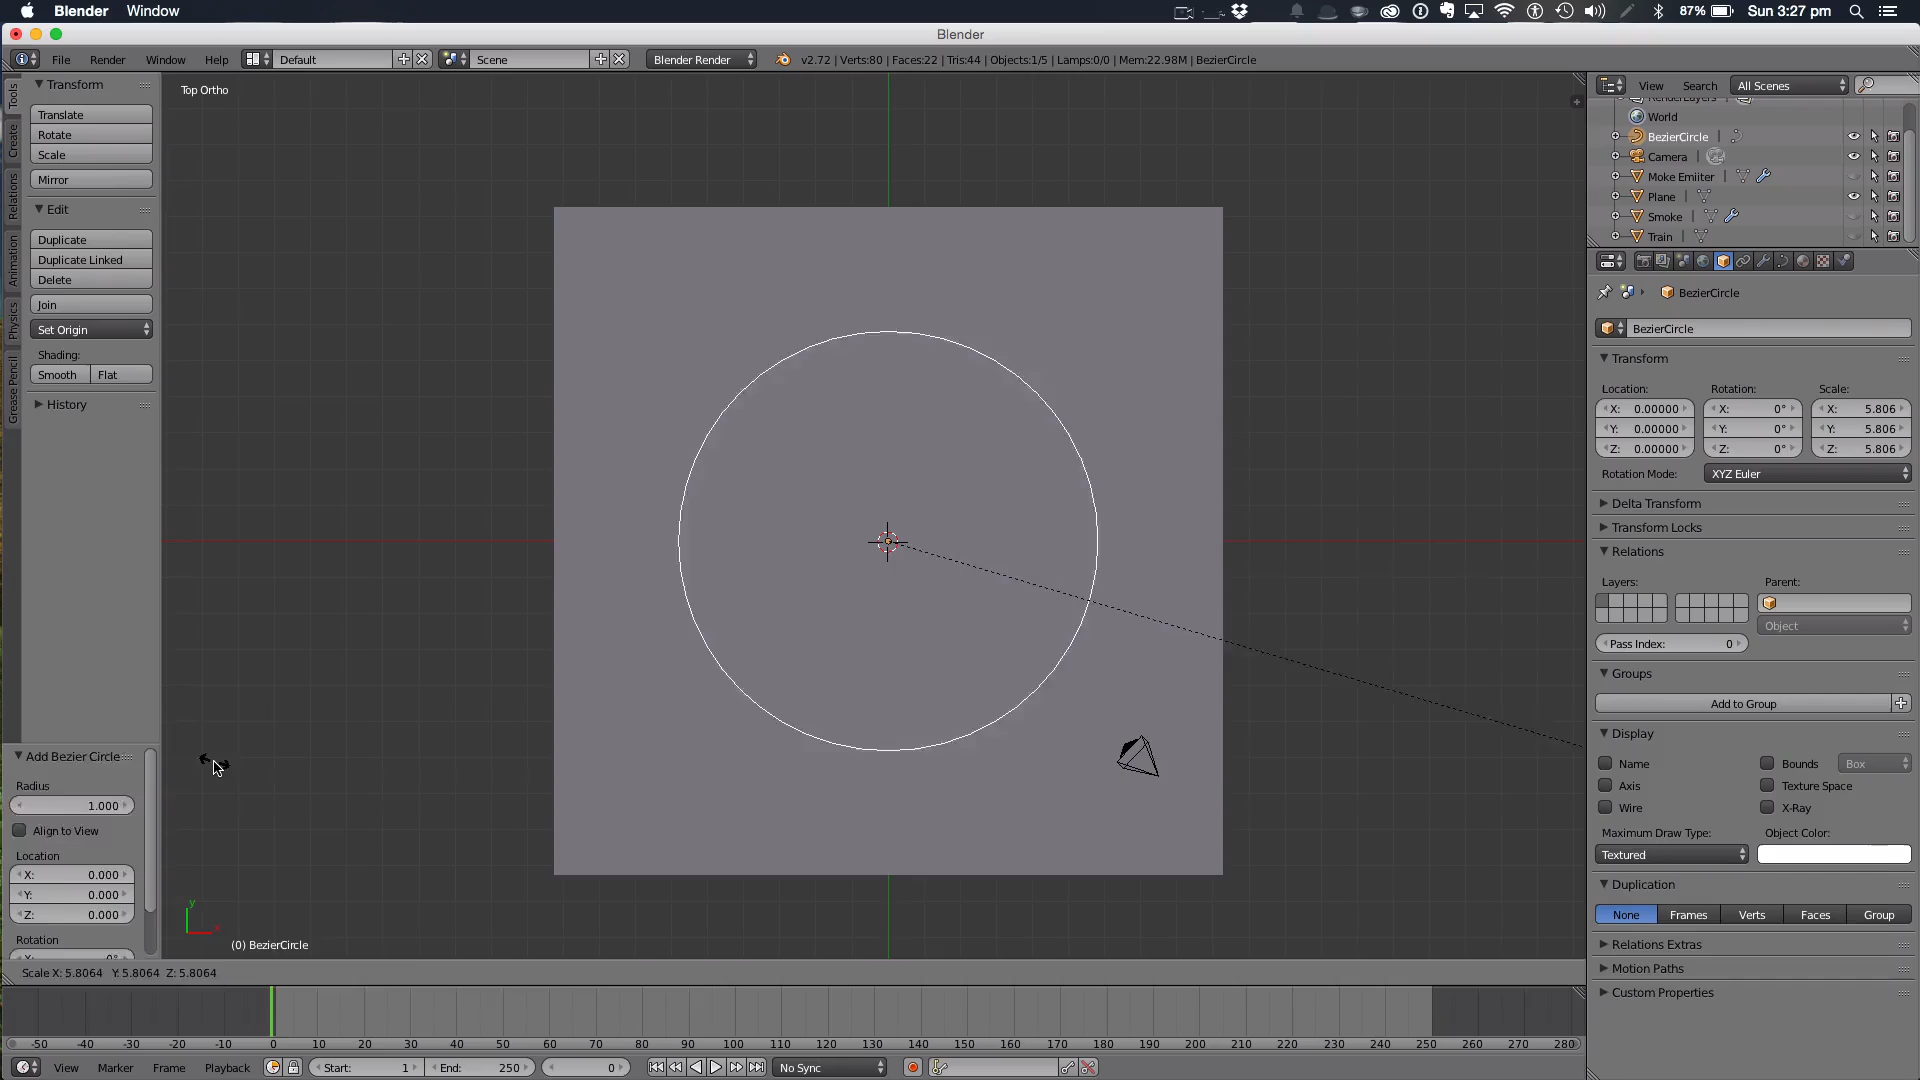 Blender Window 87% Sun 3:27 pm
Blender
File Render Window Help Default Scene Blender Render v2.72 | Verts:80 | Faces:22 | Tris:44 | Objects:1/5 | Lamps:0/0 | Mem:22.98M | BezierCircle
Tools
Create
Relations
Animation
Physics
Grease Pencil
Transform
Translate
Rotate
Scale
Mirror
Edit
Duplicate
Duplicate Linked
Delete
Join
Set Origin
Shading:
Smooth Flat
History
Add Bezier Circle
Radius
1.000
Align to View
Location
X: 0.000
Y: 0.000
Z: 0.000
Rotation
Top Ortho
y
x
(0) BezierCircle
Scale X: 5.8064 Y: 5.8064 Z: 5.8064
View Search All Scenes
RenderLayers
World
BezierCircle
Camera
Moke Emiiter
Plane
Smoke
Train
BezierCircle
BezierCircle
Transform
Location: Rotation: Scale:
X: 0.00000 X: 0° X: 5.806
Y: 0.00000 Y: 0° Y: 5.806
Z: 0.00000 Z: 0° Z: 5.806
Rotation Mode: XYZ Euler
Delta Transform
Transform Locks
Relations
Layers: Parent:
Object
Pass Index: 0
Groups
Add to Group
Display
Name Bounds Box
Axis Texture Space
Wire X-Ray
Maximum Draw Type: Object Color:
Textured
Duplication
None Frames Verts Faces Group
Relations Extras
Motion Paths
Custom Properties
-50 -40 -30 -20 -10 0 10 20 30 40 50 60 70 80 90 100 110 120 130 140 150 160 170 180 190 200 210 220 230 240 250 260 270 280
View Marker Frame Playback Start: 1 End: 250 0 No Sync